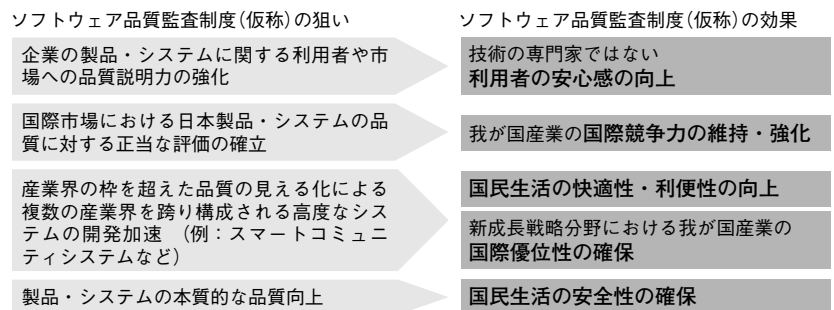 ソフトウェア品質監査制度(仮称)の狙い
ソフトウェア品質監査制度(仮称)の効果
企業の製品・システムに関する利用者や市
場への品質説明力の強化
技術の専門家ではない
利用者の安心感の向上
国際市場における日本製品・システムの品
質に対する正当な評価の確立
我が国産業の国際競争力の維持・強化
産業界の枠を超えた品質の見える化による
複数の産業界を跨り構成される高度なシス
テムの開発加速 (例：スマートコミュニ
ティシステムなど)
国民生活の快適性・利便性の向上
新成長戦略分野における我が国産業の
国際優位性の確保
製品・システムの本質的な品質向上
国民生活の安全性の確保